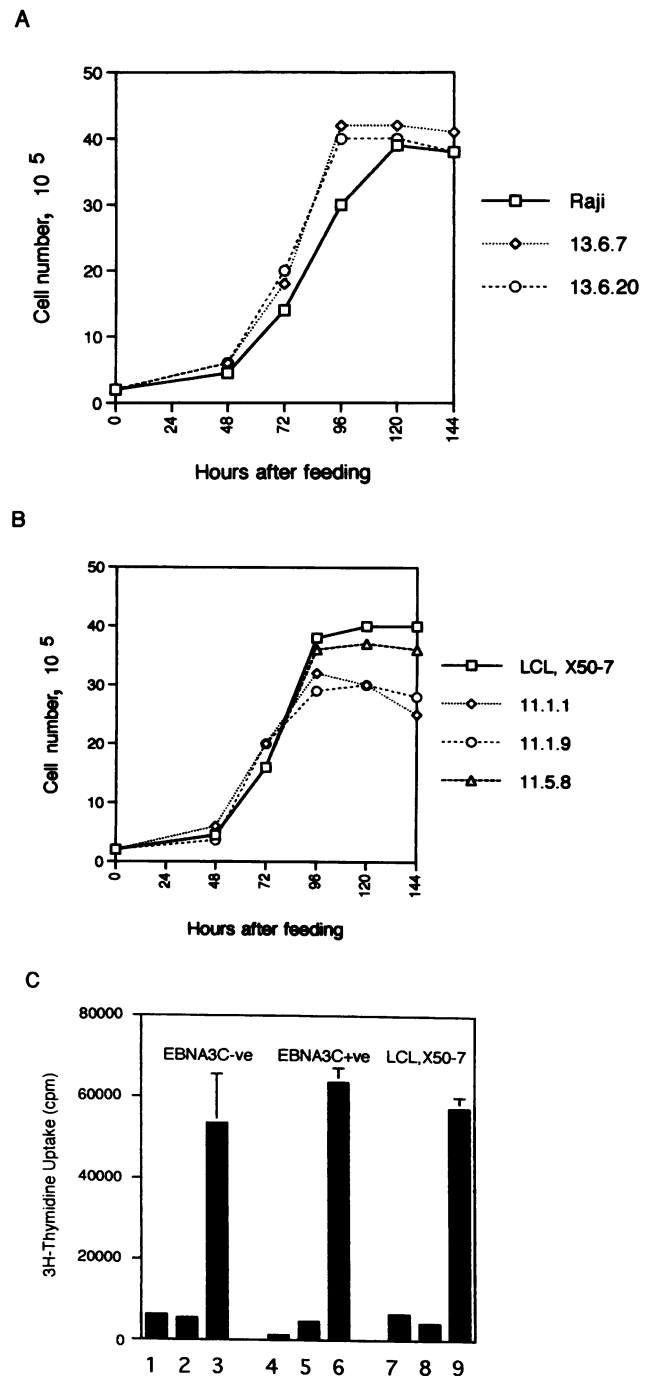 A
50
40
30
20
10
0
Cell number, 10 5
0 24 48 72 96 120 144
Hours after feeding
Raji
13.6.7
13.6.20
B
50
40
30
20
10
0
Cell number, 10 5
0 24 48 72 96 120 144
Hours after feeding
LCL, X50-7
11.1.1
11.1.9
11.5.8
C
80000
60000
40000
20000
0
3H-Thymidine Uptake (cpm)
EBNA3C-ve EBNA3C+ve LCL,X50-7
1 2 3 4 5 6 7 8 9